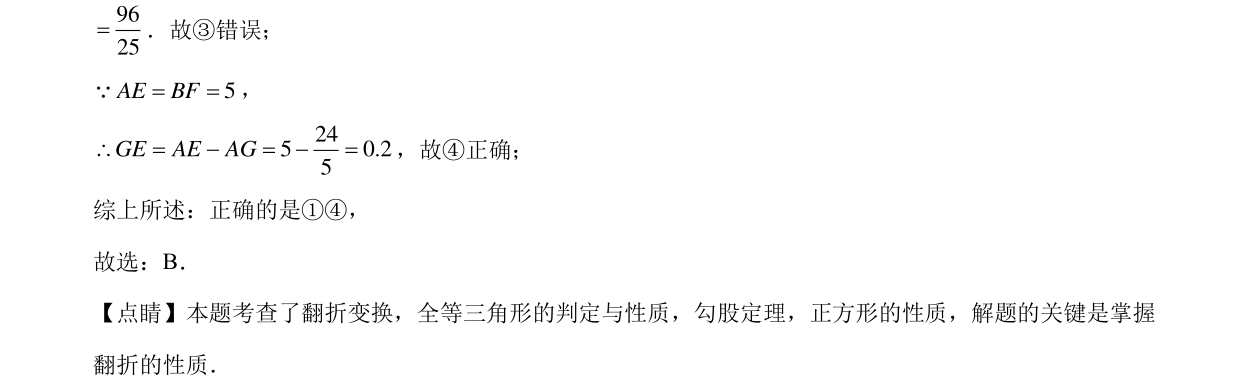 = 96/25．故③错误；
∵AE = BF = 5，
∴GE = AE − AG = 5 − 24/5 = 0.2，故④正确；
综上所述：正确的是①④，
故选：B．
【点睛】本题考查了翻折变换，全等三角形的判定与性质，勾股定理，正方形的性质，解题的关键是掌握
翻折的性质．